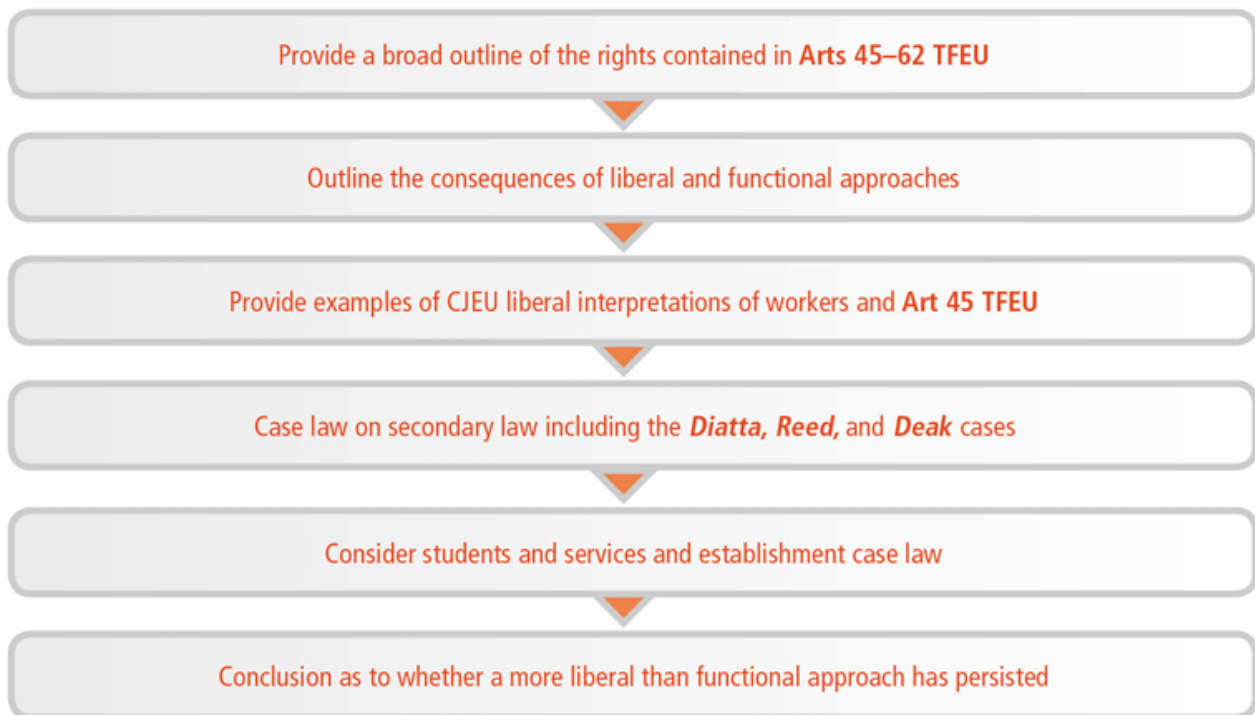 Provide a broad outline of the rights contained in Arts 45–62 TFEU
Outline the consequences of liberal and functional approaches
Provide examples of CJEU liberal interpretations of workers and Art 45 TFEU
Case law on secondary law including the Diatta, Reed, and Deak cases
Consider students and services and establishment case law
Conclusion as to whether a more liberal than functional approach has persisted